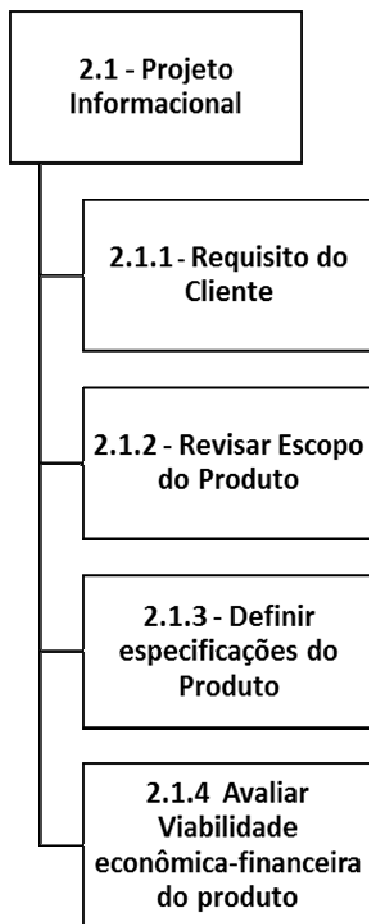 2.1 - Projeto
Informacional
2.1.1 - Requisito do
Cliente
2.1.2 - Revisar Escopo
do Produto
2.1.3 - Definir
especificações do
Produto
2.1.4 Avaliar
Viabilidade
econômica-financeira
do produto